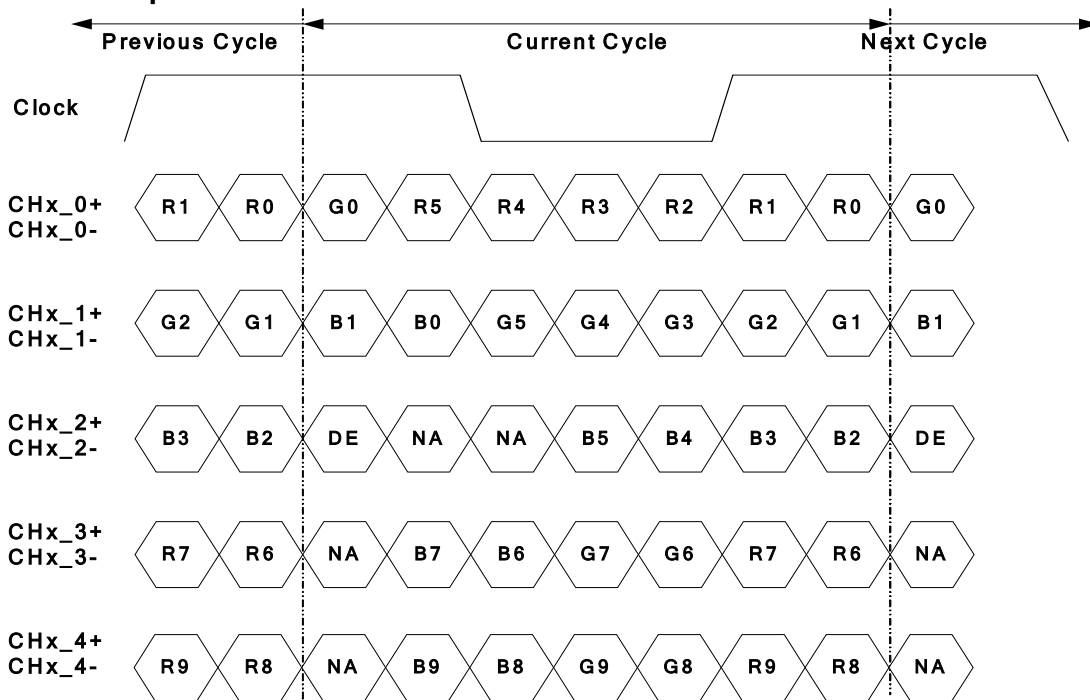 Previous Cycle Current Cycle Next Cycle
Clock
CHx_0+
CHx_0-
R1 R0 G0 R5 R4 R3 R2 R1 R0 G0
CHx_1+
CHx_1-
G2 G1 B1 B0 G5 G4 G3 G2 G1 B1
CHx_2+
CHx_2-
B3 B2 DE NA NA B5 B4 B3 B2 DE
CHx_3+
CHx_3-
R7 R6 NA B7 B6 G7 G6 R7 R6 NA
CHx_4+
CHx_4-
R9 R8 NA B9 B8 G9 G8 R9 R8 NA